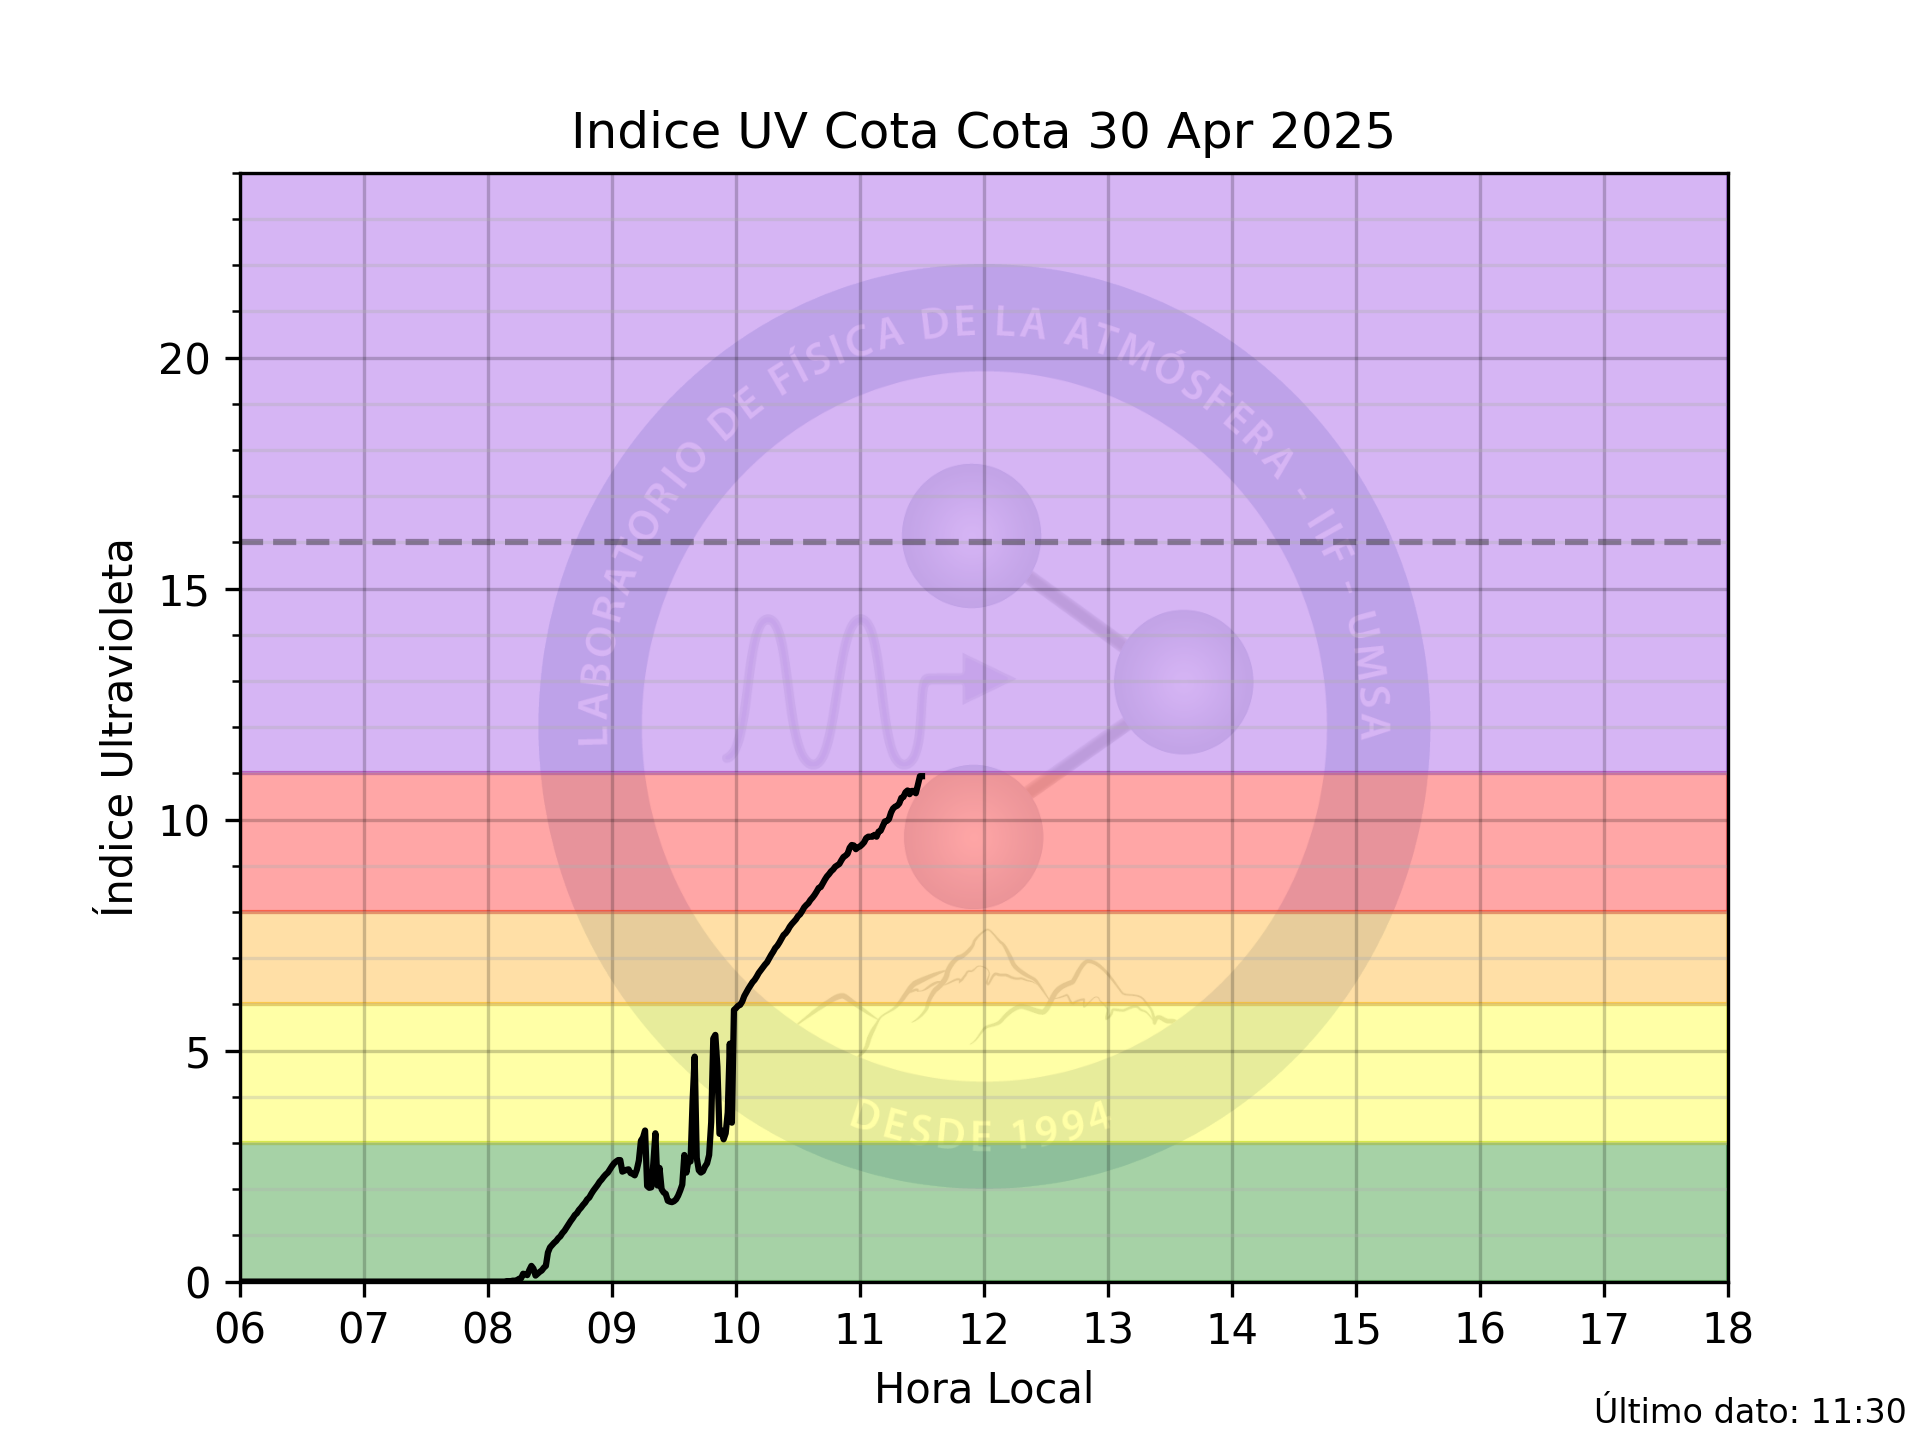 Indice UV Cota Cota 30 Apr 2025
Índice Ultravioleta
20
15
10
5
0
LABORATORIO DE FÍSICA DE LA ATMÓSFERA - IIF - UMSA
DESDE 1994
06 07 08 09 10 11 12 13 14 15 16 17 18
Hora Local
Último dato: 11:30